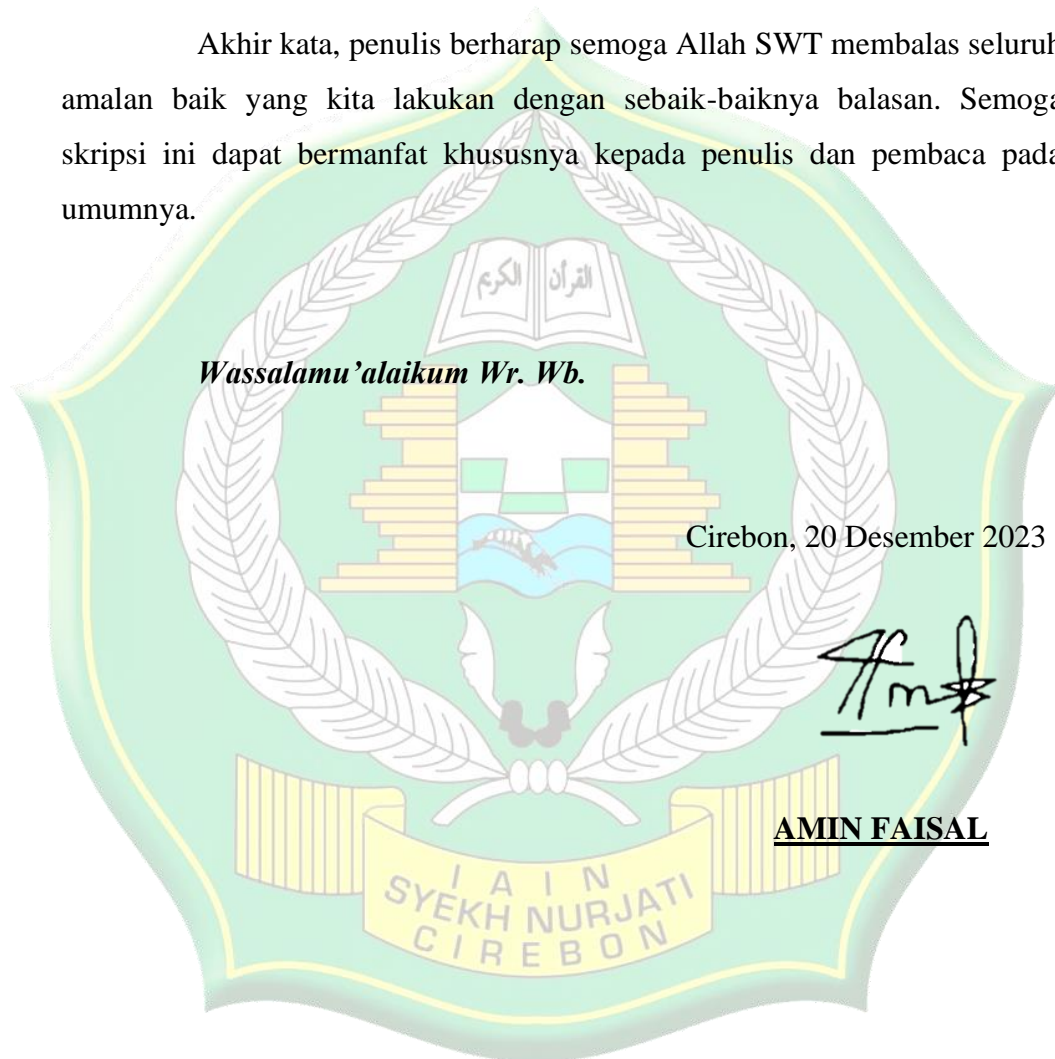 Akhir kata, penulis berharap semoga Allah SWT membalas seluruh
amalan baik yang kita lakukan dengan sebaik-baiknya balasan. Semoga
skripsi ini dapat bermanfat khususnya kepada penulis dan pembaca pada
umumnya.
القرأن الكريم
Wassalamu’alaikum Wr. Wb.
Cirebon, 20 Desember 2023
AMIN FAISAL
IAIN
SYEKH NURJATI
CIREBON